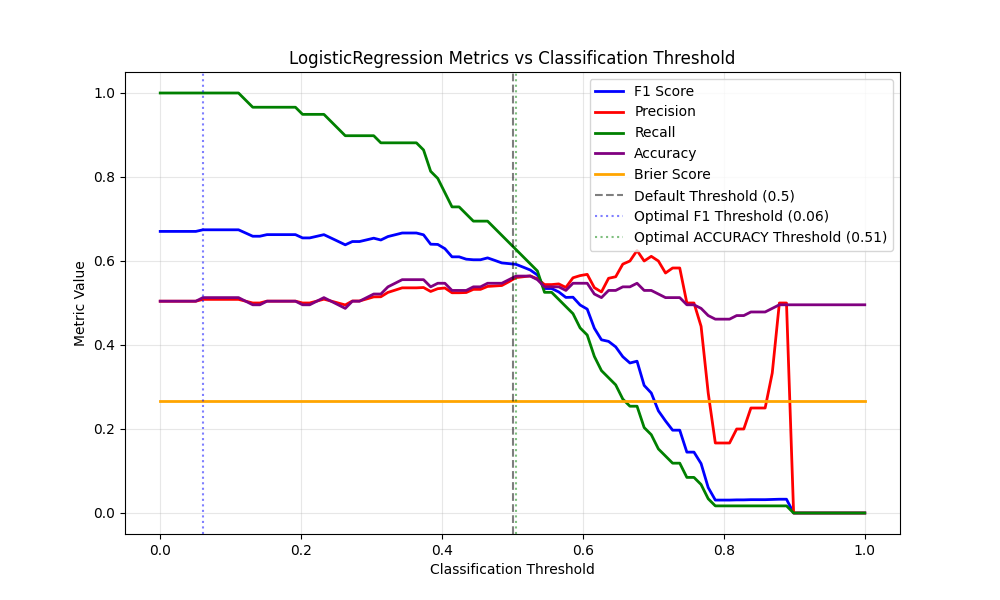 LogisticRegression Metrics vs Classification Threshold
Metric Value
1.0
0.8
0.6
0.4
0.2
0.0
F1 Score
Precision
Recall
Accuracy
Brier Score
Default Threshold (0.5)
Optimal F1 Threshold (0.06)
Optimal ACCURACY Threshold (0.51)
0.0 0.2 0.4 0.6 0.8 1.0
Classification Threshold